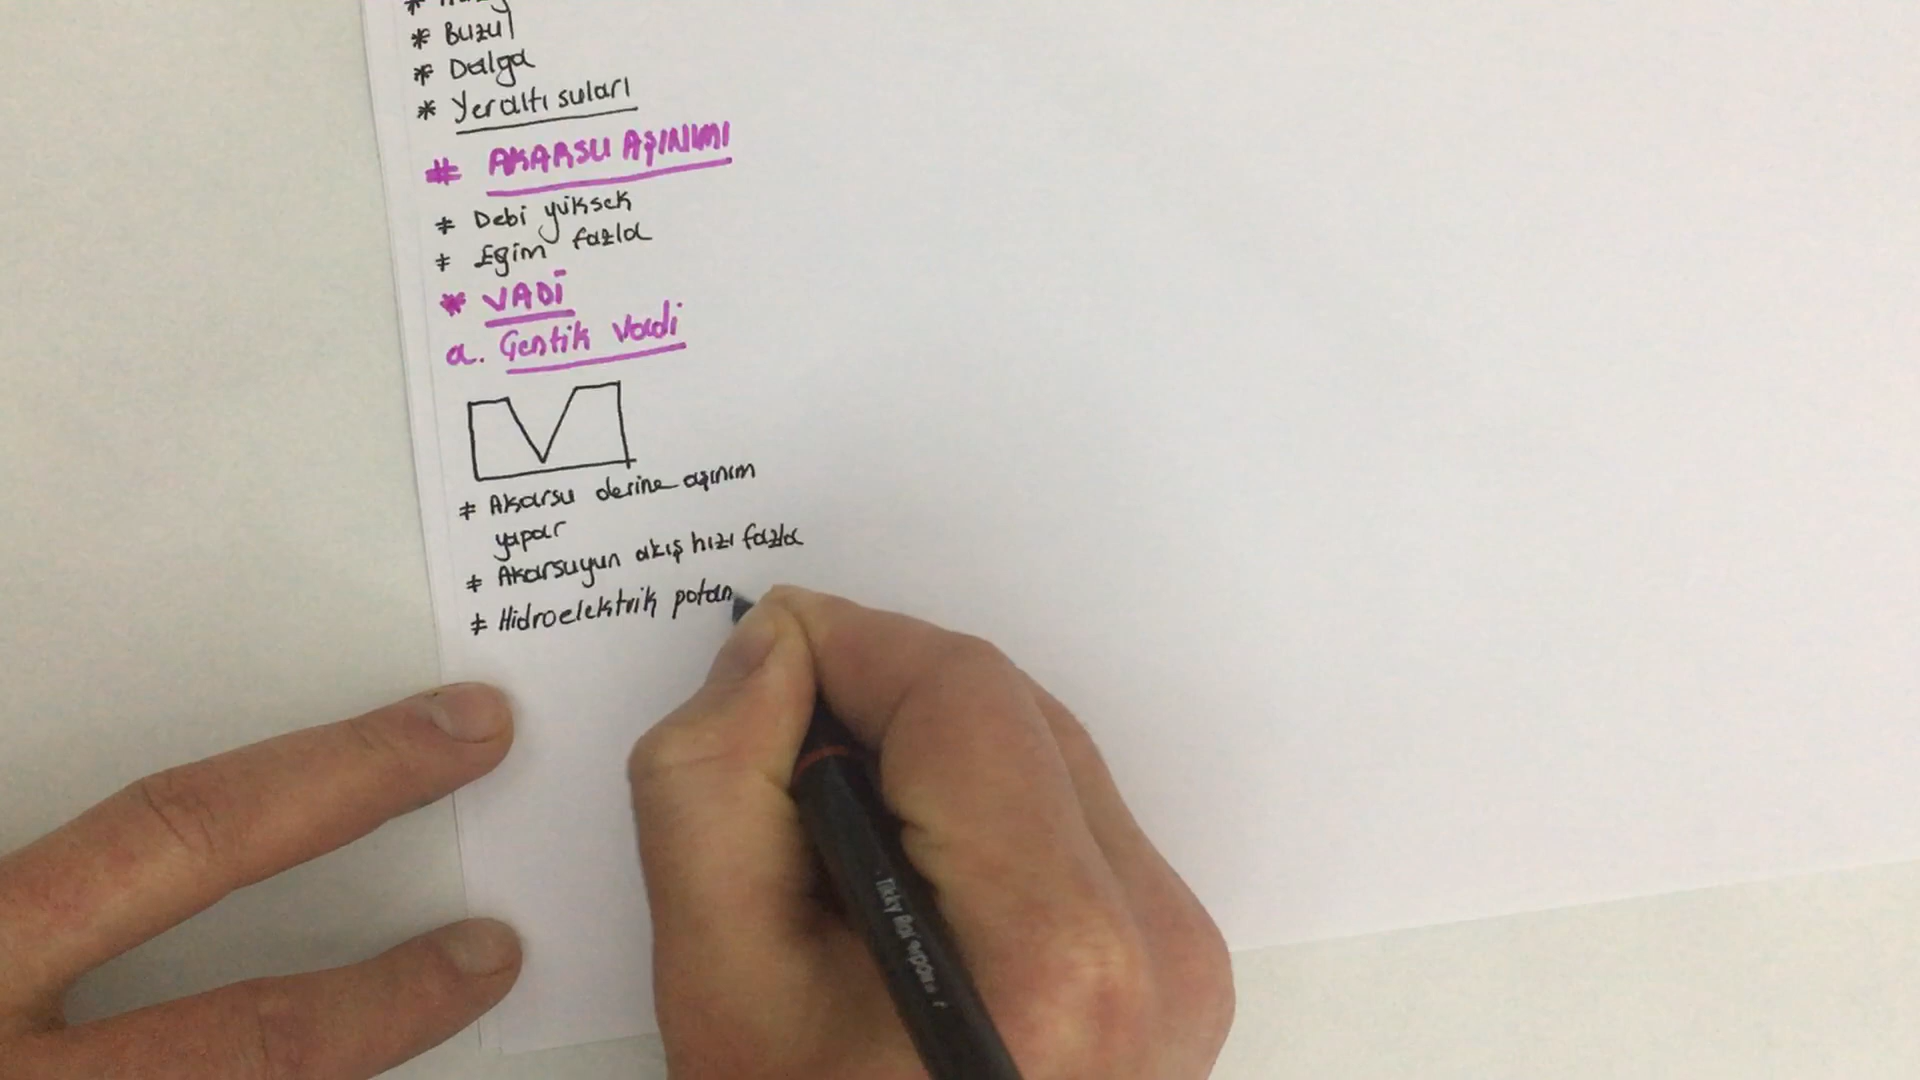 * Buzul
* Dalga
* Yeraltı suları
# AKARSU AŞINIMI
* Debi yüksek
* Eğim fazla
* VADİ
a. Çentik Vadi
* Akarsu derine aşınım
yapar
* Akarsuyun akış hızı fazla
* Hidroelektrik potan